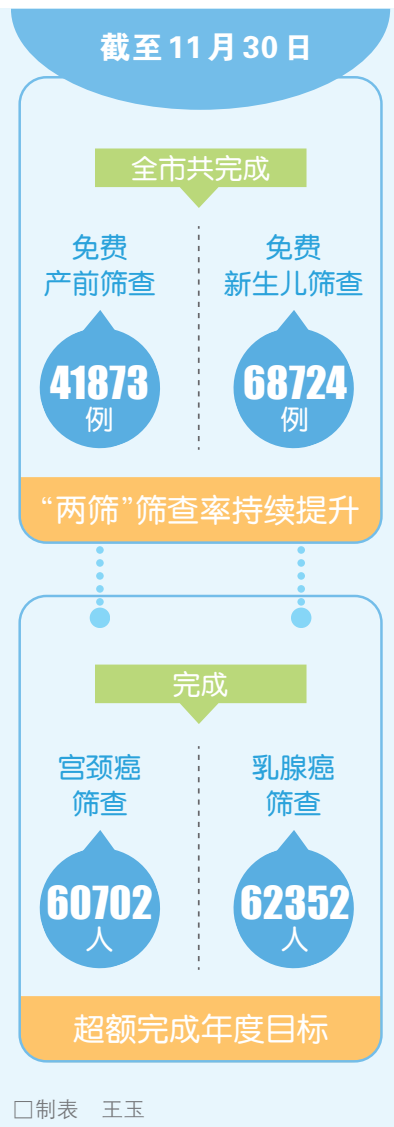 截至11月30日
全市共完成
免费
产前筛查
41873
例
免费
新生儿筛查
68724
例
“两筛”筛查率持续提升
完成
宫颈癌
筛查
60702
人
乳腺癌
筛查
62352
人
超额完成年度目标
□制表　王玉